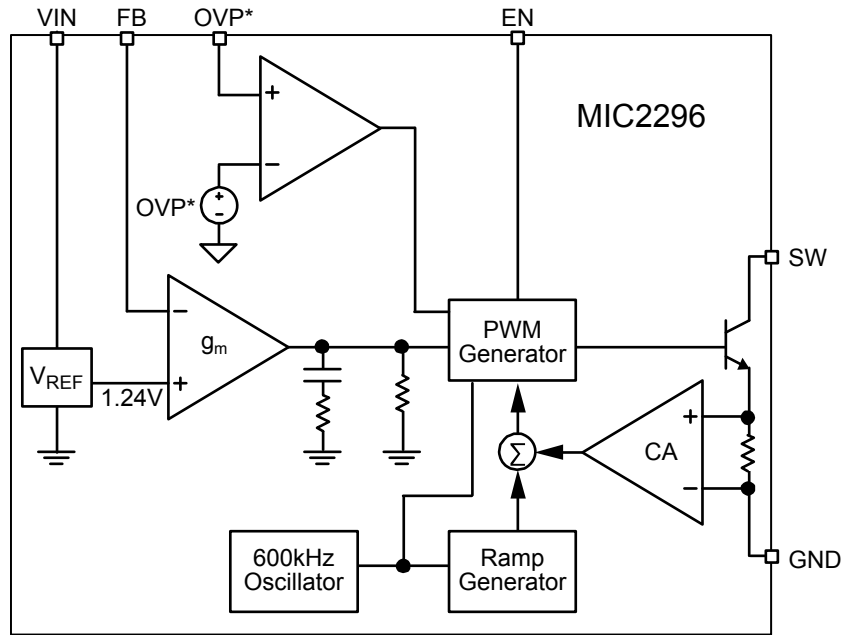 VIN FB OVP* EN
MIC2296
+
−
OVP*
+
−
SW
−
gm
VREF
1.24V
+
PWM
Generator
+
CA
−
Σ
600kHz
Oscillator
Ramp
Generator
GND